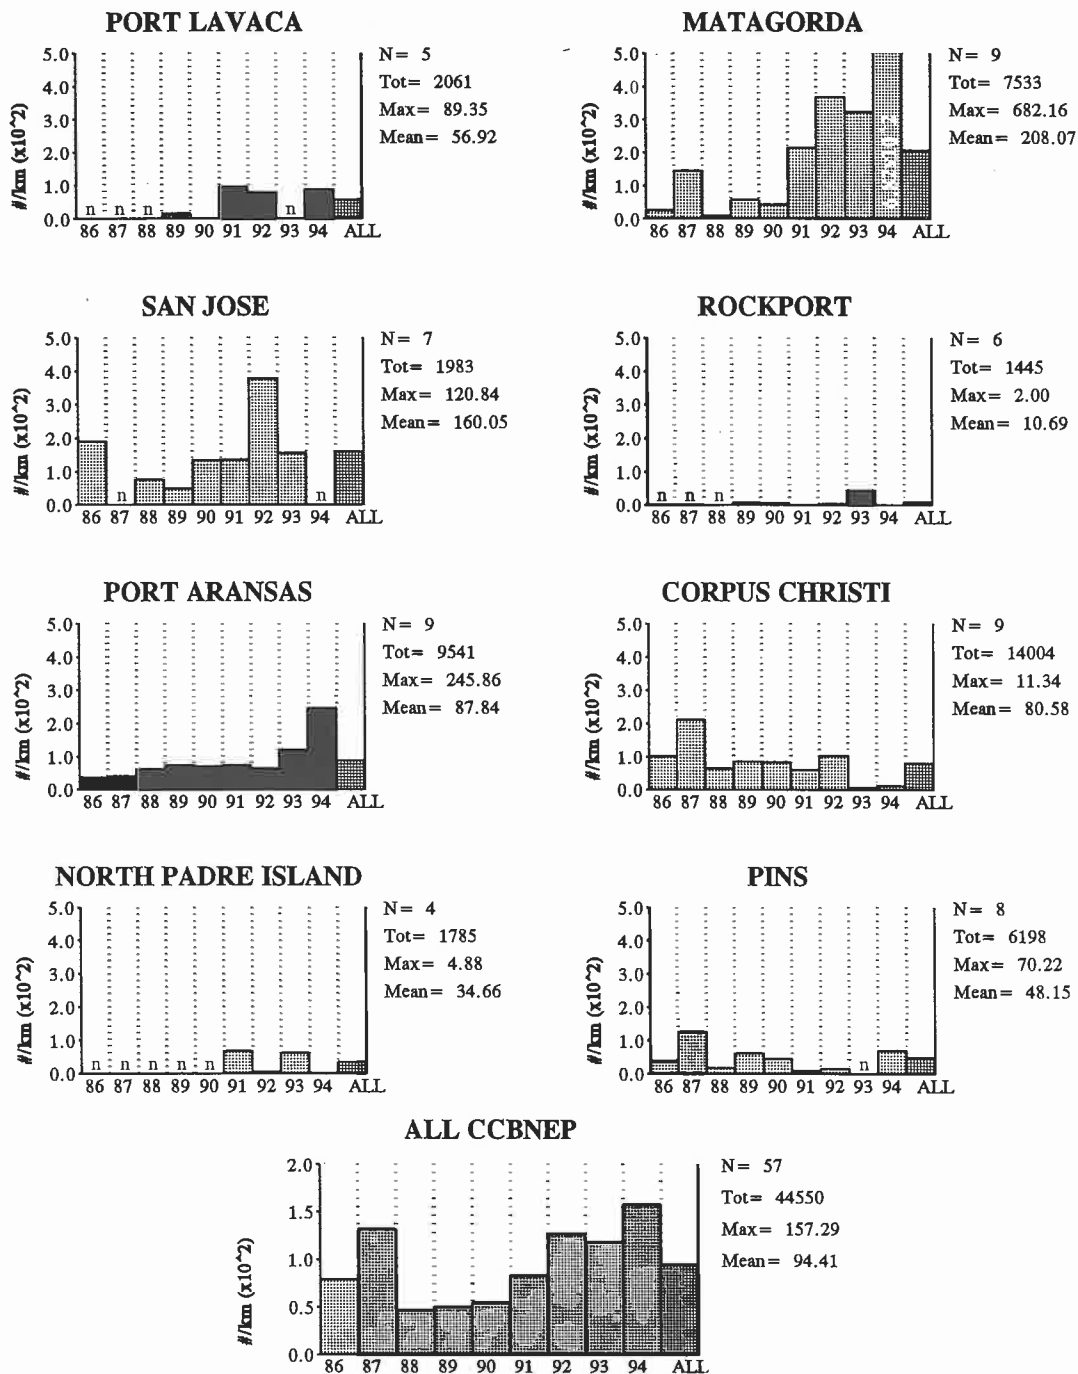 PORT LAVACA
5.0
4.0
3.0
2.0
1.0
0.0
#/km (x10^2)
n n n n
86 87 88 89 90 91 92 93 94 ALL
N= 5
Tot= 2061
Max= 89.35
Mean= 56.92
MATAGORDA
5.0
4.0
3.0
2.0
1.0
0.0
#/km (x10^2)
86 87 88 89 90 91 92 93 94 ALL
N= 9
Tot= 7533
Max= 682.16
Mean= 208.07
SAN JOSE
5.0
4.0
3.0
2.0
1.0
0.0
#/km (x10^2)
n n
86 87 88 89 90 91 92 93 94 ALL
N= 7
Tot= 1983
Max= 120.84
Mean= 160.05
ROCKPORT
5.0
4.0
3.0
2.0
1.0
0.0
#/km (x10^2)
n n n
86 87 88 89 90 91 92 93 94 ALL
N= 6
Tot= 1445
Max= 2.00
Mean= 10.69
PORT ARANSAS
5.0
4.0
3.0
2.0
1.0
0.0
#/km (x10^2)
86 87 88 89 90 91 92 93 94 ALL
N= 9
Tot= 9541
Max= 245.86
Mean= 87.84
CORPUS CHRISTI
5.0
4.0
3.0
2.0
1.0
0.0
#/km (x10^2)
86 87 88 89 90 91 92 93 94 ALL
N= 9
Tot= 14004
Max= 11.34
Mean= 80.58
NORTH PADRE ISLAND
5.0
4.0
3.0
2.0
1.0
0.0
#/km (x10^2)
n n n n n
86 87 88 89 90 91 92 93 94 ALL
N= 4
Tot= 1785
Max= 4.88
Mean= 34.66
PINS
5.0
4.0
3.0
2.0
1.0
0.0
#/km (x10^2)
n
86 87 88 89 90 91 92 93 94 ALL
N= 8
Tot= 6198
Max= 70.22
Mean= 48.15
ALL CCBNEP
2.0
1.5
1.0
0.5
0.0
#/km (x10^2)
86 87 88 89 90 91 92 93 94 ALL
N= 57
Tot= 44550
Max= 157.29
Mean= 94.41